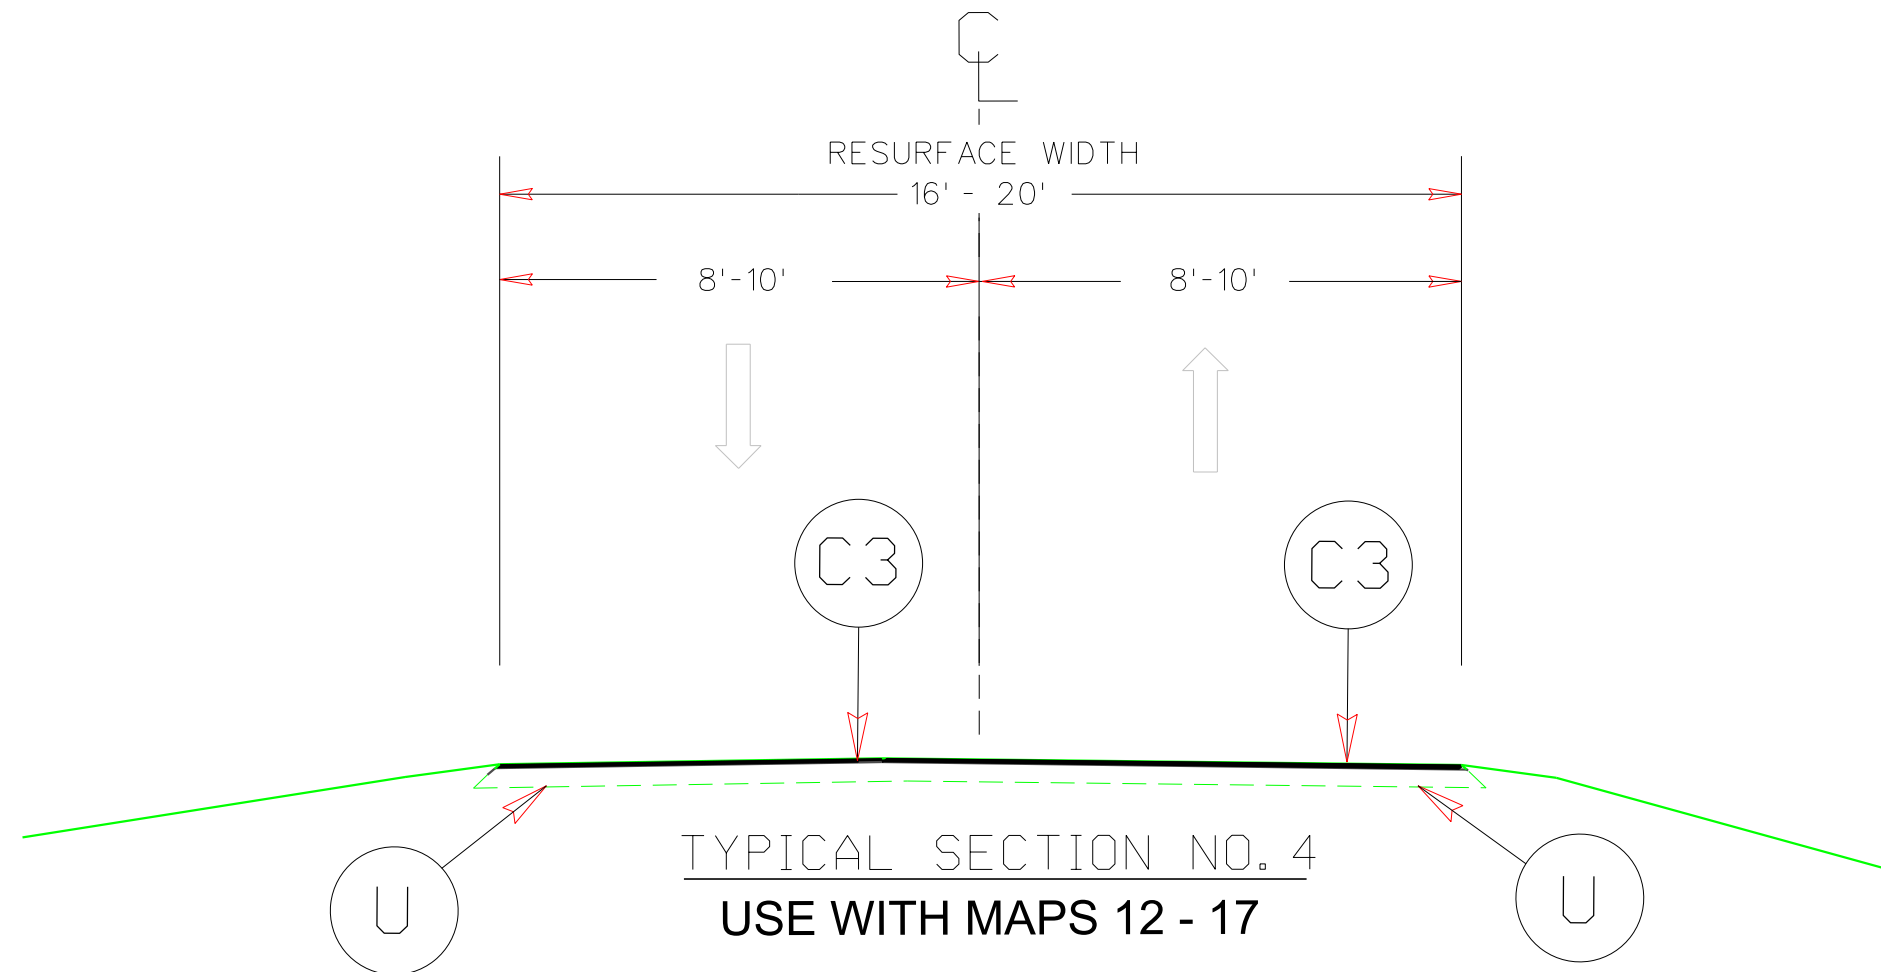 CL
RESURFACE WIDTH
16' - 20'
8'-10' 8'-10'
C3 C3
TYPICAL SECTION NO. 4
U U
USE WITH MAPS 12 - 17